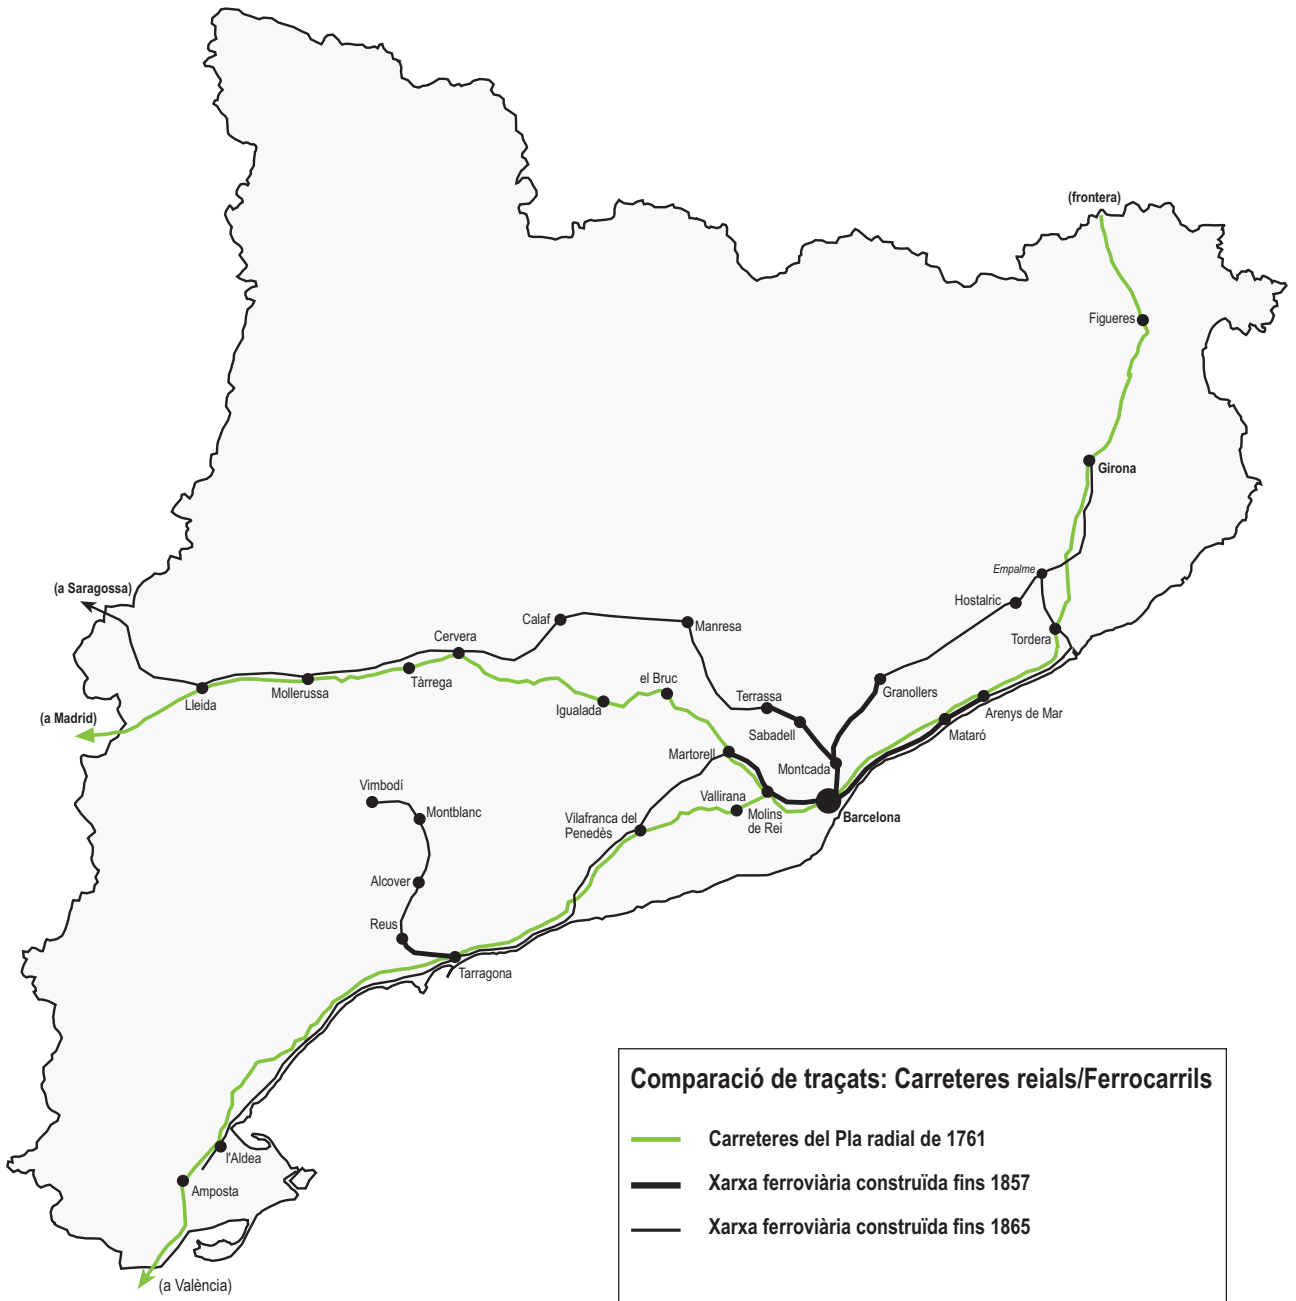 (frontera)
Figueres
Girona
Empalme
(a Saragossa)
Hostalric
Calaf
Manresa
Tordera
Cervera
Tàrrega
el Bruc
Granollers
Mollerussa
Terrassa
Lleida
Igualada
Arenys de Mar
(a Madrid)
Sabadell
Mataró
Martorell
Montcada
Vimbodí
Vallirana
Montblanc
Vilafranca del
Penedès
Molins
de Rei
Barcelona
Alcover
Reus
Tarragona
l'Aldea
Amposta
(a València)
Comparació de traçats: Carreteres reials/Ferrocarrils
Carreteres del Pla radial de 1761
Xarxa ferroviària construïda fins 1857
Xarxa ferroviària construïda fins 1865